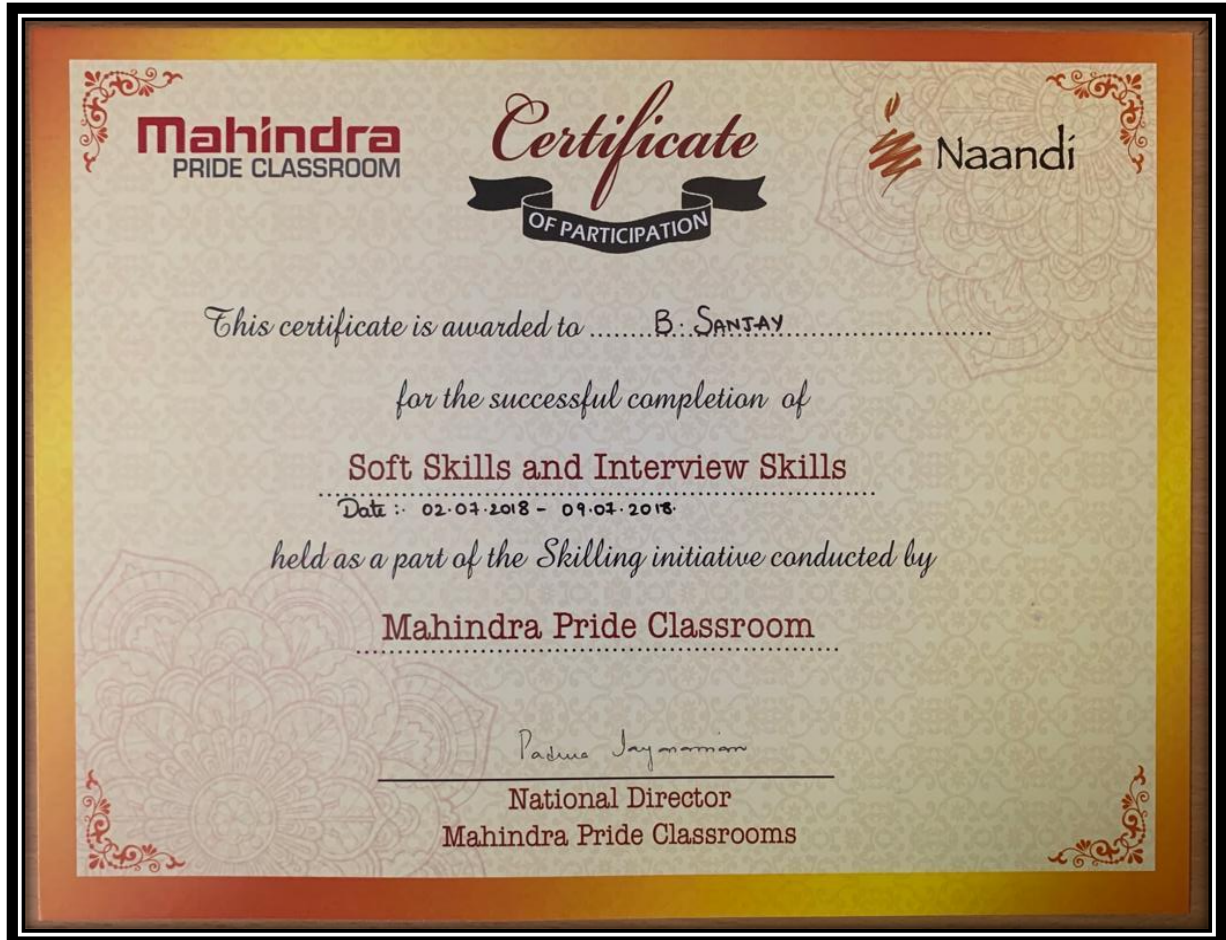 Mahindra
PRIDE CLASSROOM
Certificate
OF PARTICIPATION
Naandi
This certificate is awarded to ....... B. SANJAY ..........................
for the successful completion of
Soft Skills and Interview Skills
Date :- 02.07.2018 - 09.07.2018.
held as a part of the Skilling initiative conducted by
Mahindra Pride Classroom
Padma
National Director
Mahindra Pride Classrooms